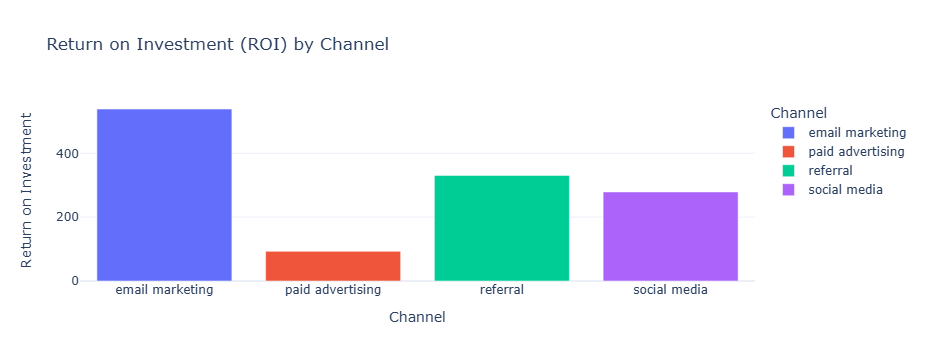 Return on Investment (ROI) by Channel
Return on Investment
400
200
0
email marketing
paid advertising
referral
social media
Channel
Channel
email marketing
paid advertising
referral
social media